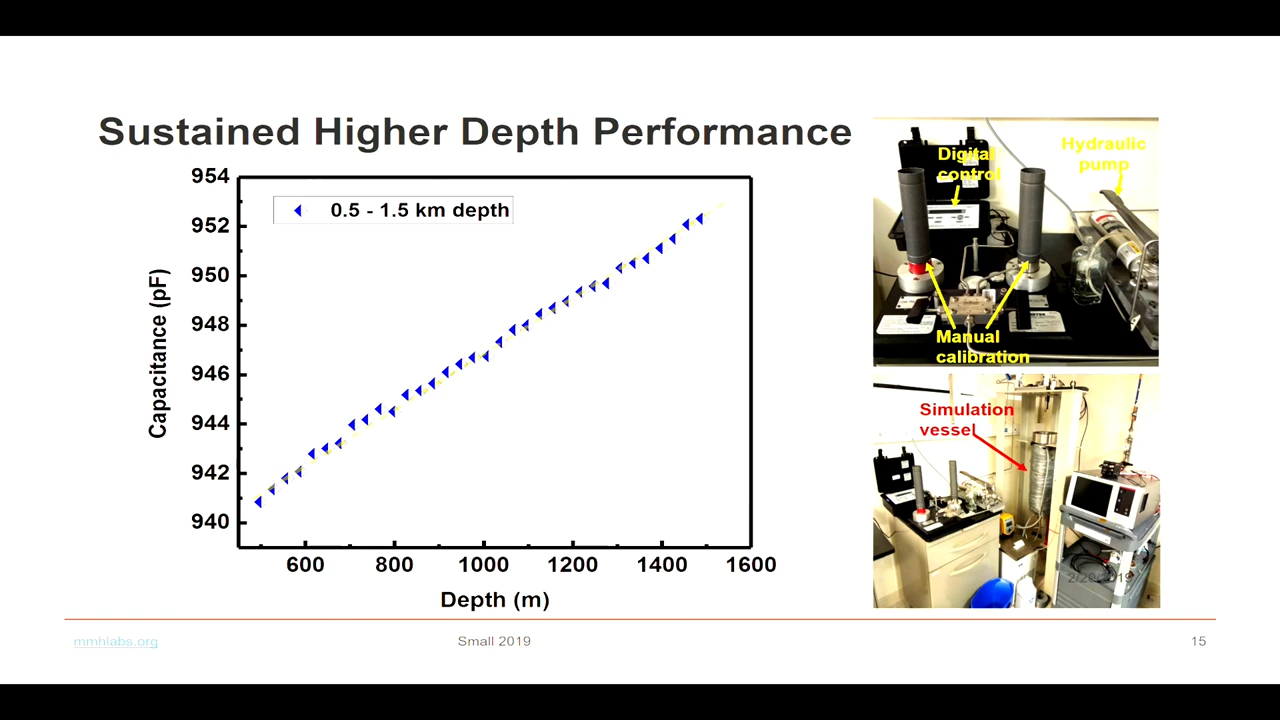 Sustained Higher Depth Performance
954
952
950
948
946
944
942
940
Capacitance (pF)
0.5 - 1.5 km depth
600 800 1000 1200 1400 1600
Depth (m)
Digital
control
Hydraulic
pump
Manual
calibration
Simulation
vessel
mmhlabs.org
Small 2019
15